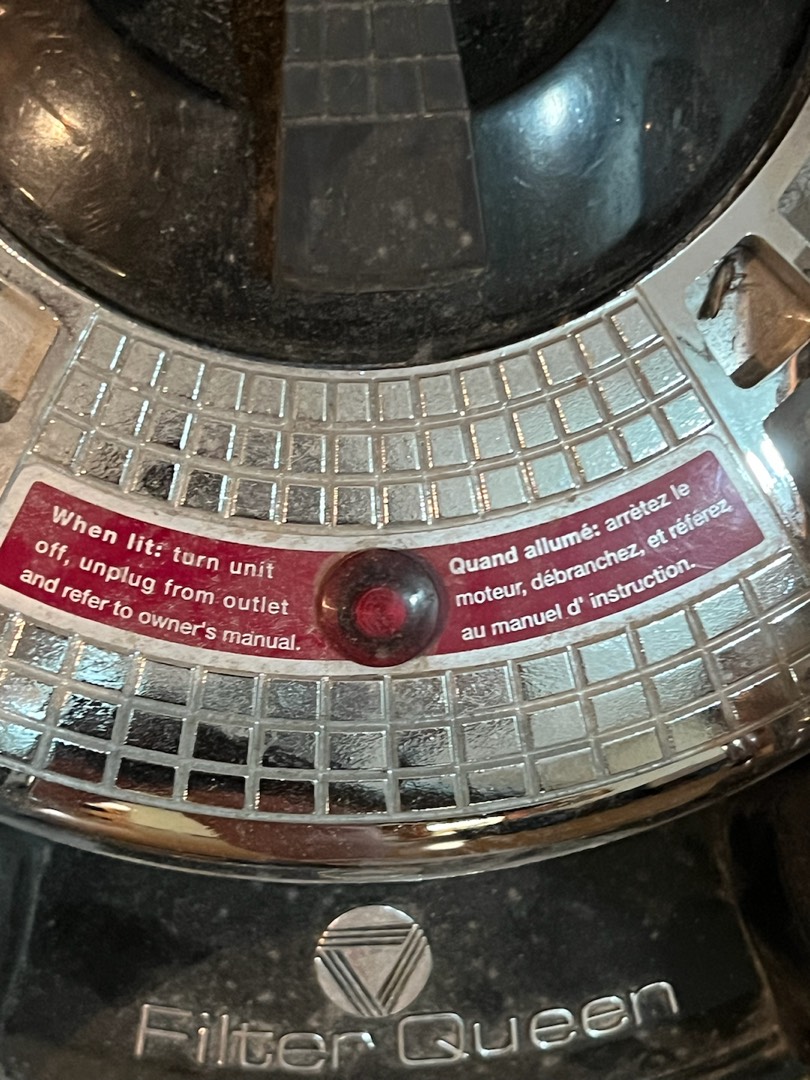 When lit: turn unit
off, unplug from outlet
and refer to owner's manual.
Quand allumé: arrètez le
moteur, débranchez, et référez
au manuel d' instruction.
Filter Queen